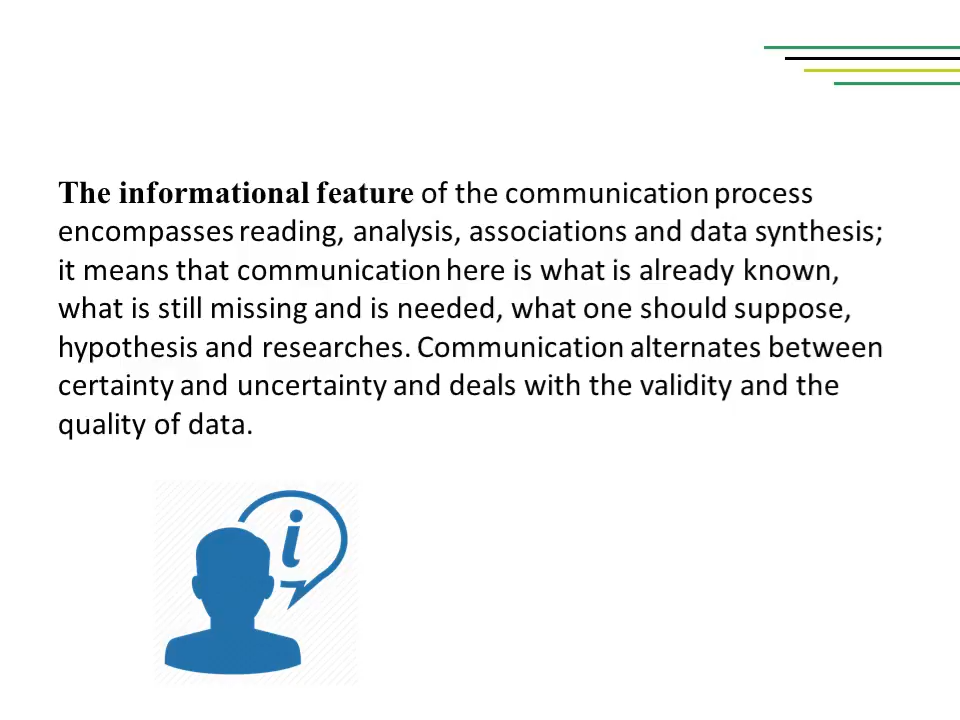 The informational feature of the communication process
encompasses reading, analysis, associations and data synthesis;
it means that communication here is what is already known,
what is still missing and is needed, what one should suppose,
hypothesis and researches. Communication alternates between
certainty and uncertainty and deals with the validity and the
quality of data.
i